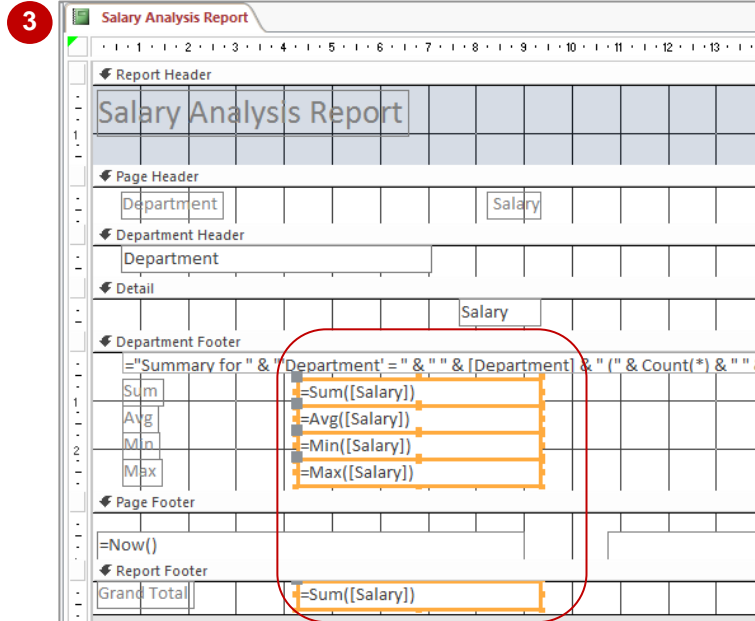 3
Salary Analysis Report
1 2 3 4 5 6 7 8 9 10 11 12 13
Report Header
Salary Analysis Report
1
Page Header
Department Salary
Department Header
Department
Detail
Salary
Department Footer
="Summary for " & "'Department' = " & " " & [Department] & " (" & Count(*) & " "
Sum =Sum([Salary])
1
Avg =Avg([Salary])
Min =Min([Salary])
2
Max =Max([Salary])
Page Footer
=Now()
Report Footer
Grand Total =Sum([Salary])